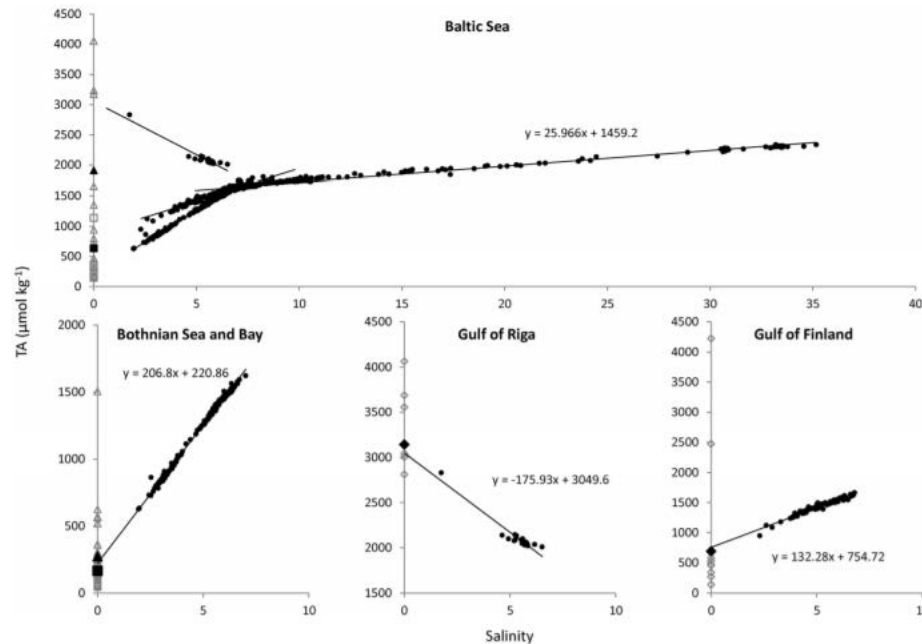 Baltic Sea
4500
4000
3500
3000
2500
2000
1500
1000
500
0
y = 25.966x + 1459.2
0 5 10 15 20 25 30 35 40
TA (µmol kg⁻¹)
Bothnian Sea and Bay
2000
1500
1000
500
0
y = 206.8x + 220.86
0 5 10
Gulf of Riga
4500
4000
3500
3000
2500
2000
1500
y = -175.93x + 3049.6
0 5 10
Gulf of Finland
4500
4000
3500
3000
2500
2000
1500
1000
500
0
y = 132.28x + 754.72
0 5
Salinity